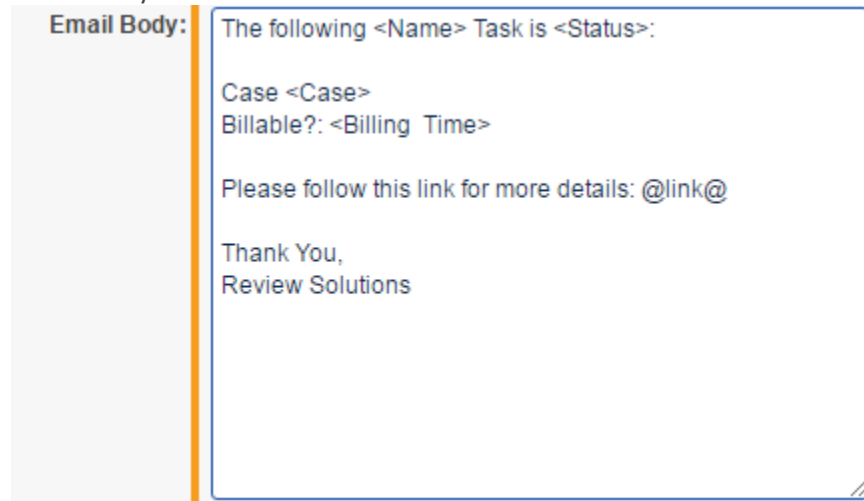 Email Body:
The following <Name> Task is <Status>:
Case <Case>
Billable?: <Billing  Time>
Please follow this link for more details: @link@
Thank You,
Review Solutions